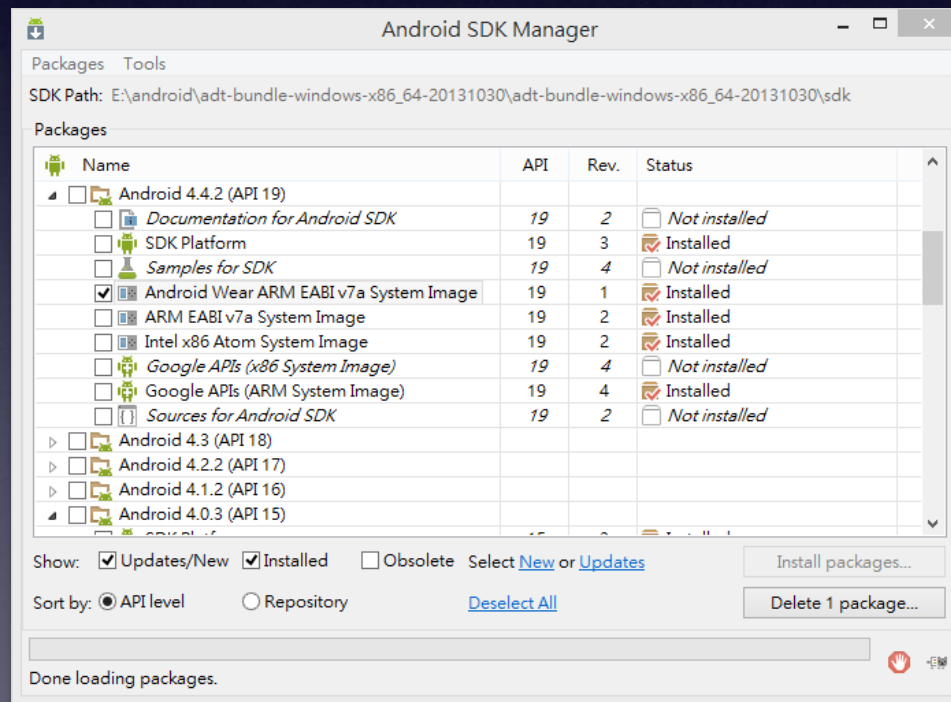 Android SDK Manager
Packages Tools
SDK Path: E:\android\adt-bundle-windows-x86_64-20131030\adt-bundle-windows-x86_64-20131030\sdk
Packages
Name API Rev. Status
Android 4.4.2 (API 19)
Documentation for Android SDK 19 2 Not installed
SDK Platform 19 3 Installed
Samples for SDK 19 4 Not installed
Android Wear ARM EABI v7a System Image 19 1 Installed
ARM EABI v7a System Image 19 2 Installed
Intel x86 Atom System Image 19 2 Installed
Google APIs (x86 System Image) 19 4 Not installed
Google APIs (ARM System Image) 19 4 Installed
Sources for Android SDK 19 2 Not installed
Android 4.3 (API 18)
Android 4.2.2 (API 17)
Android 4.1.2 (API 16)
Android 4.0.3 (API 15)
Show: Updates/New Installed Obsolete Select New or Updates Install packages...
Sort by: API level Repository Deselect All Delete 1 package...
Done loading packages.